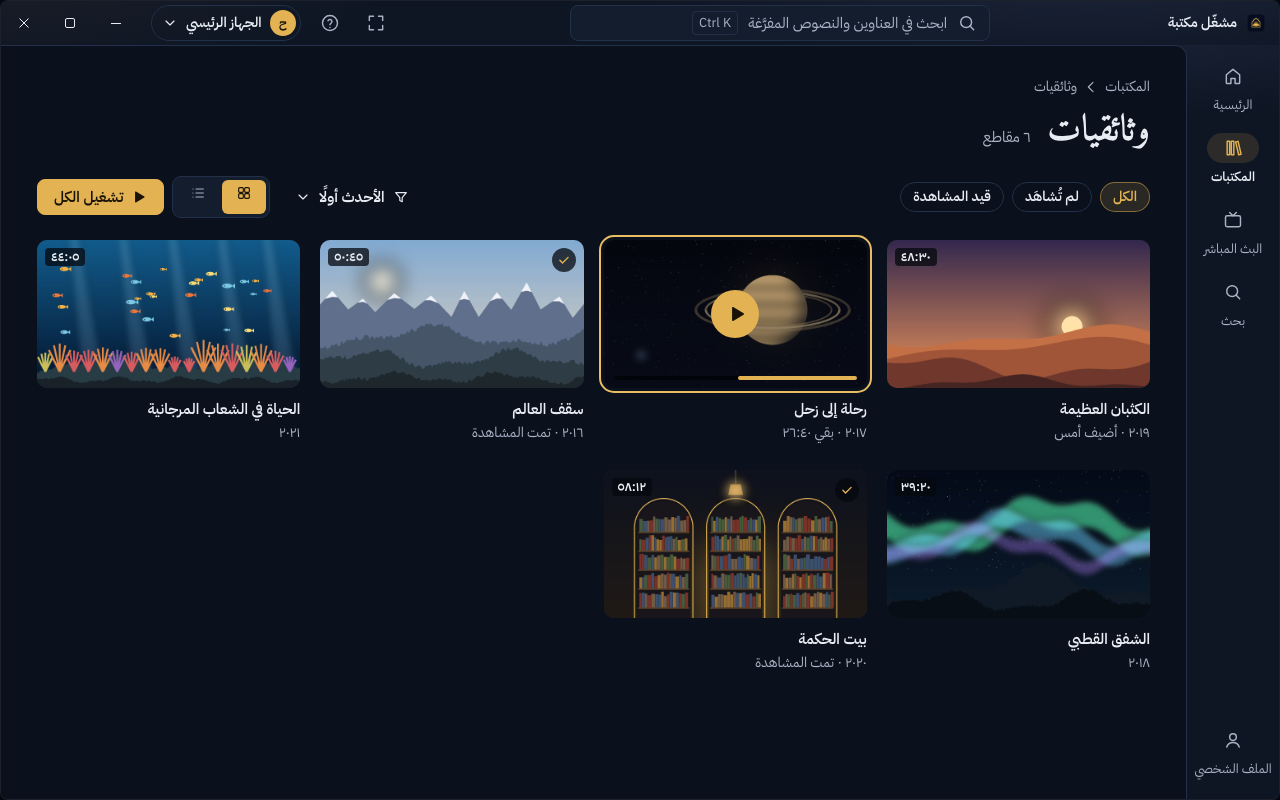 مشغّل مكتبة
ابحث في العناوين والنصوص المفرَّغة
Ctrl K
ح
الجهاز الرئيسي
الرئيسية
المكتبات
البث المباشر
بحث
الملف الشخصي
المكتبات
وثائقيات
وثائقيات
٦ مقاطع
الكل
لم تُشاهَد
قيد المشاهدة
الأحدث أولًا
تشغيل الكل
٤٨:٣٠
٥٠:٤٥
٤٤:٠٥
الكثبان العظيمة
٢٠١٩ · أضيف أمس
رحلة إلى زحل
٢٠١٧ · بقي ٢٦:٤٠
سقف العالم
٢٠١٦ · تمت المشاهدة
الحياة في الشعاب المرجانية
٢٠٢١
٣٩:٢٠
٥٨:١٢
الشفق القطبي
٢٠١٨
بيت الحكمة
٢٠٢٠ · تمت المشاهدة